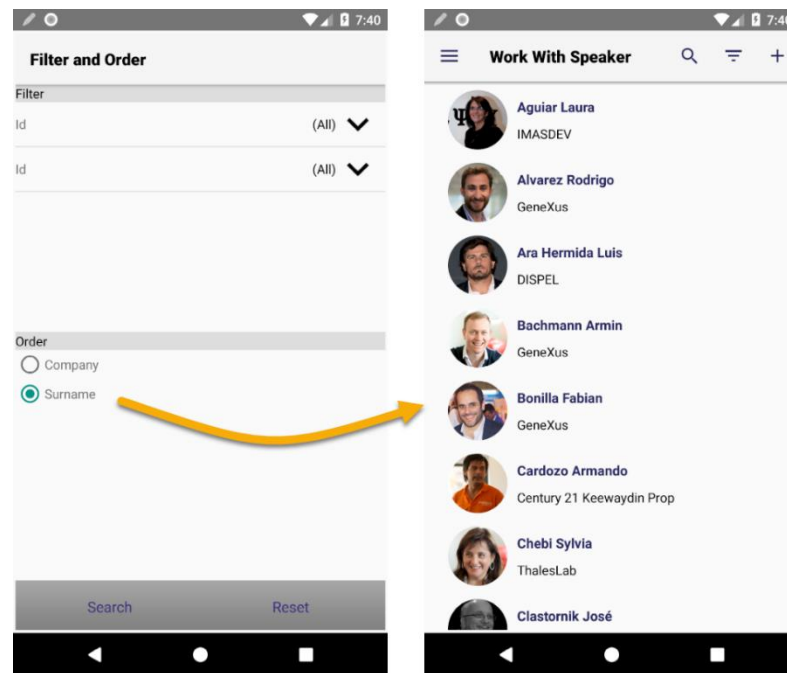 7:40
Filter and Order
Filter
Id (All)
Id (All)
Order
Company
Surname
Search Reset
7:40
Work With Speaker
Aguiar Laura
IMASDEV
Alvarez Rodrigo
GeneXus
Ara Hermida Luis
DISPEL
Bachmann Armin
GeneXus
Bonilla Fabian
GeneXus
Cardozo Armando
Century 21 Keewaydin Prop
Chebi Sylvia
ThalesLab
Clastornik José